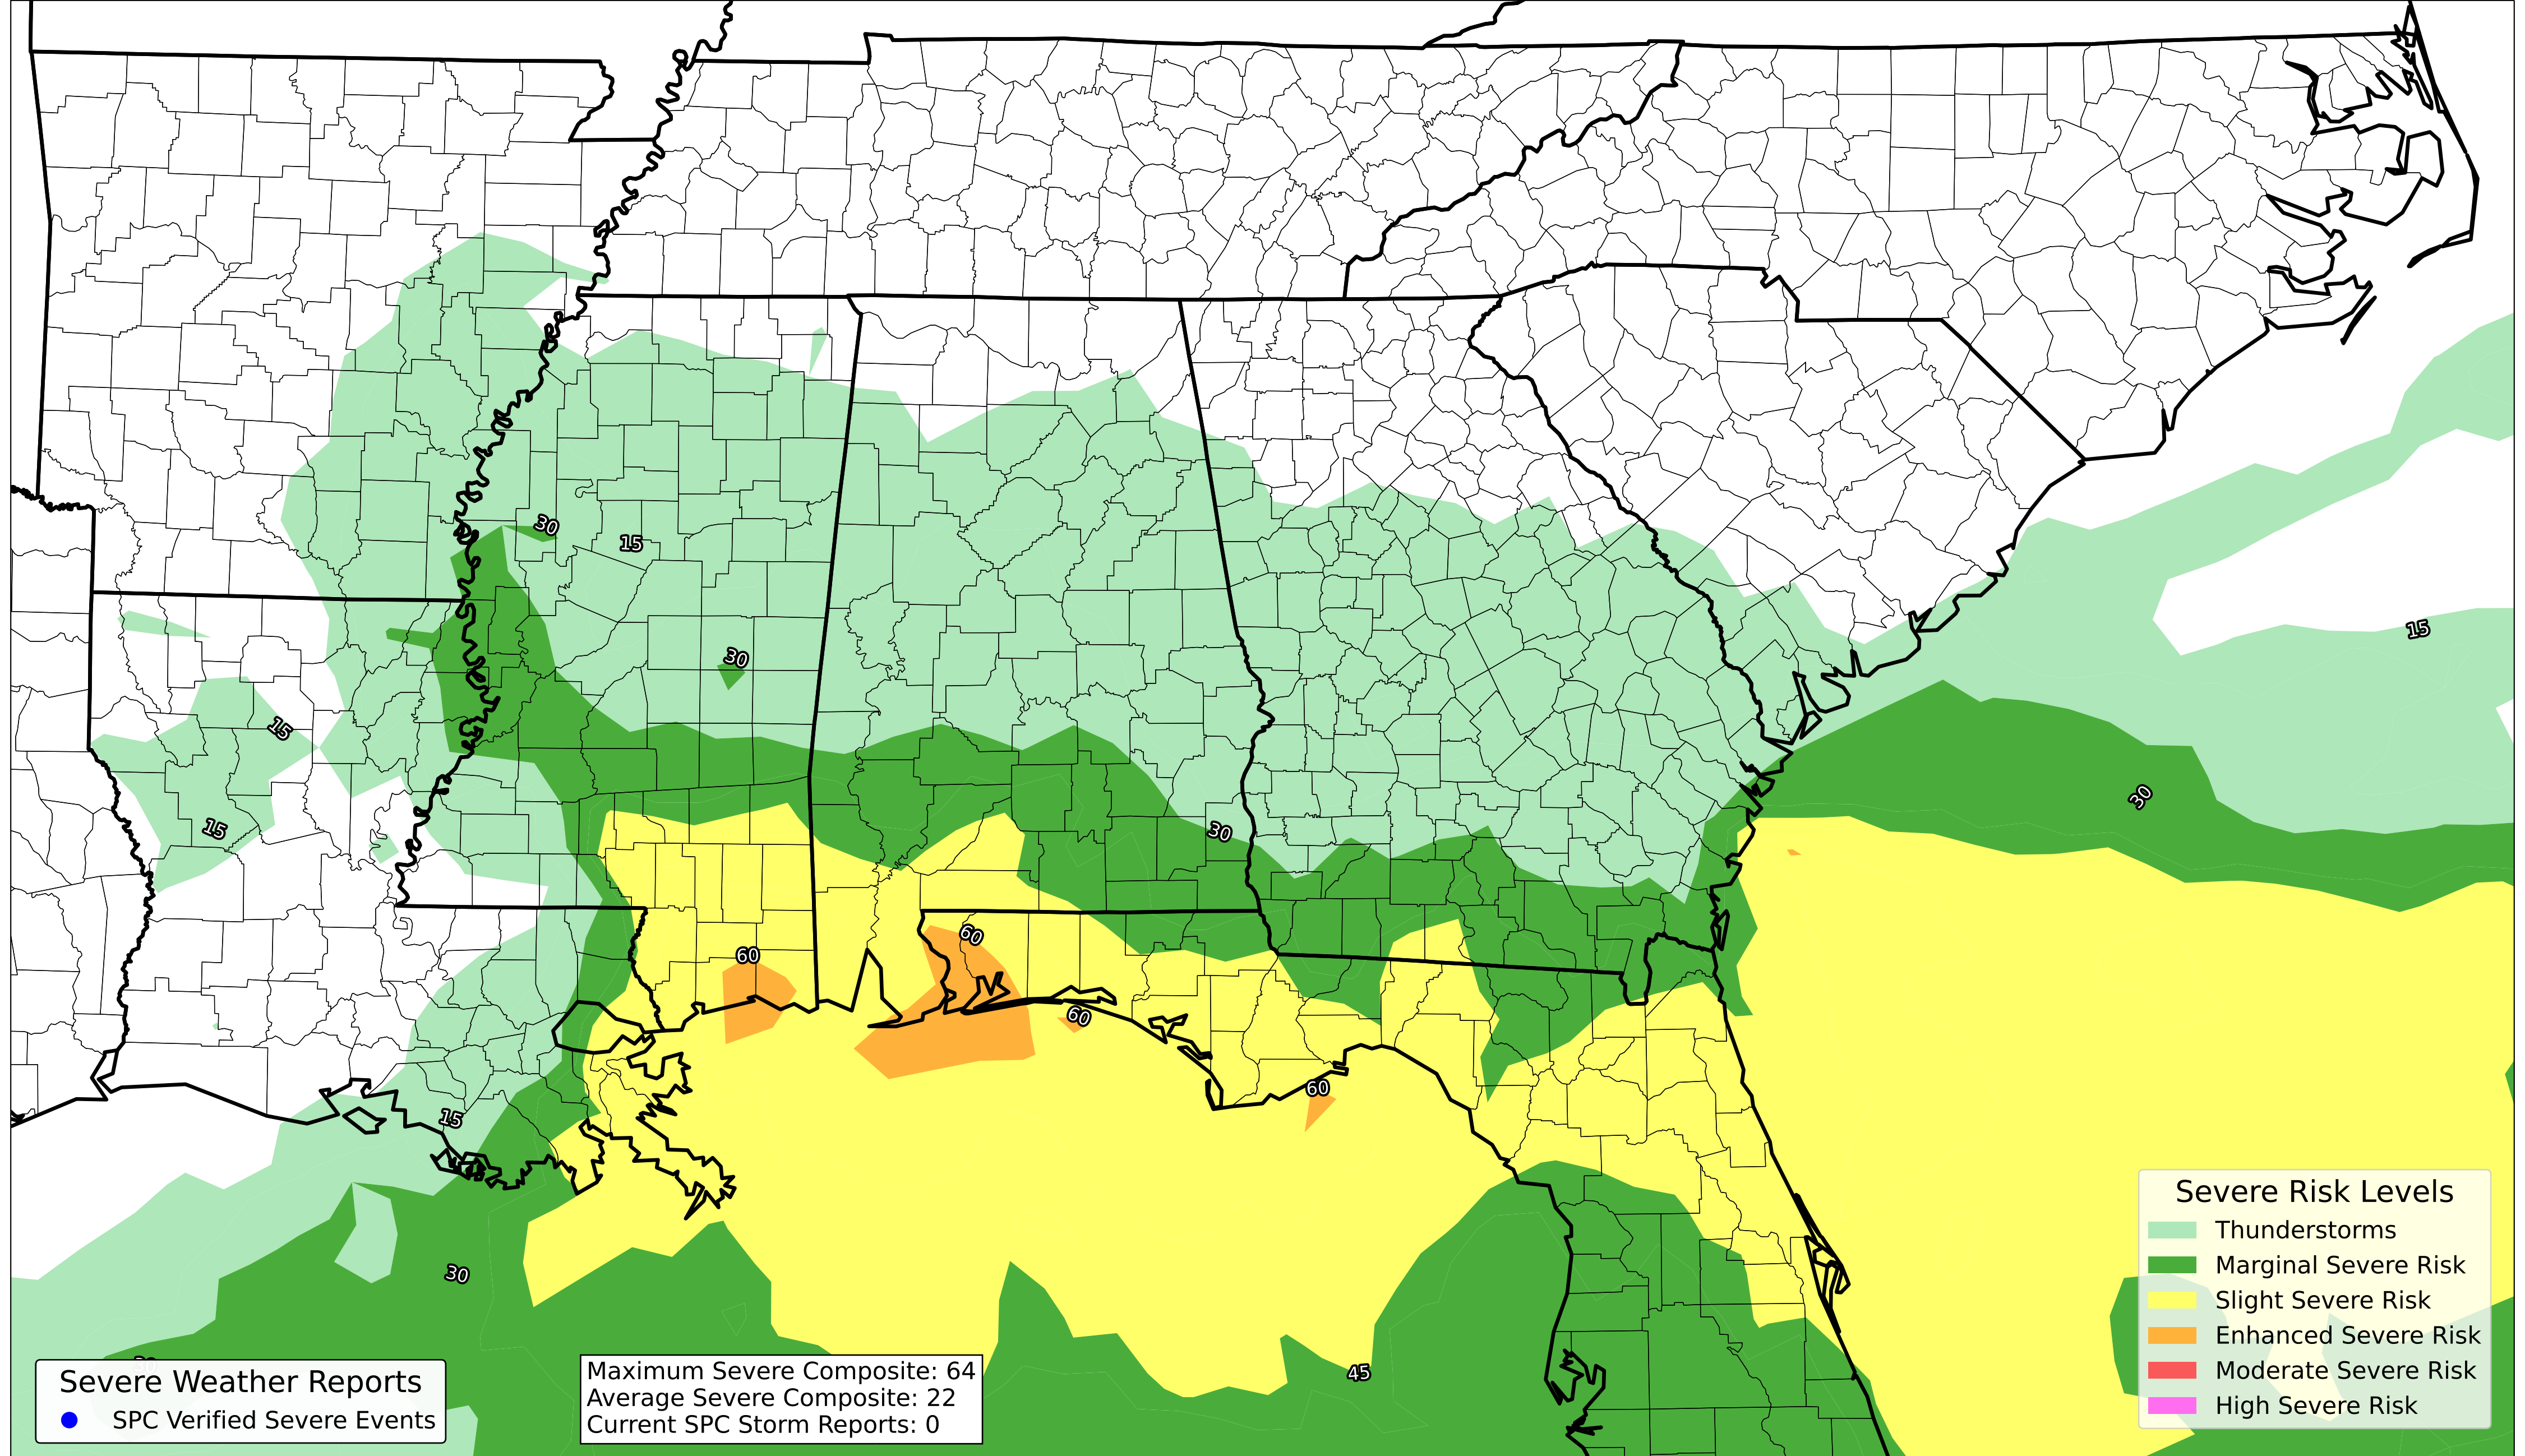 30
15
30
15
15
30
30
15
60
60
60
60
15
30
45
30
Severe Risk Levels
Thunderstorms
Marginal Severe Risk
Slight Severe Risk
Enhanced Severe Risk
Moderate Severe Risk
High Severe Risk
Severe Weather Reports
SPC Verified Severe Events
Maximum Severe Composite: 64
Average Severe Composite: 22
Current SPC Storm Reports: 0